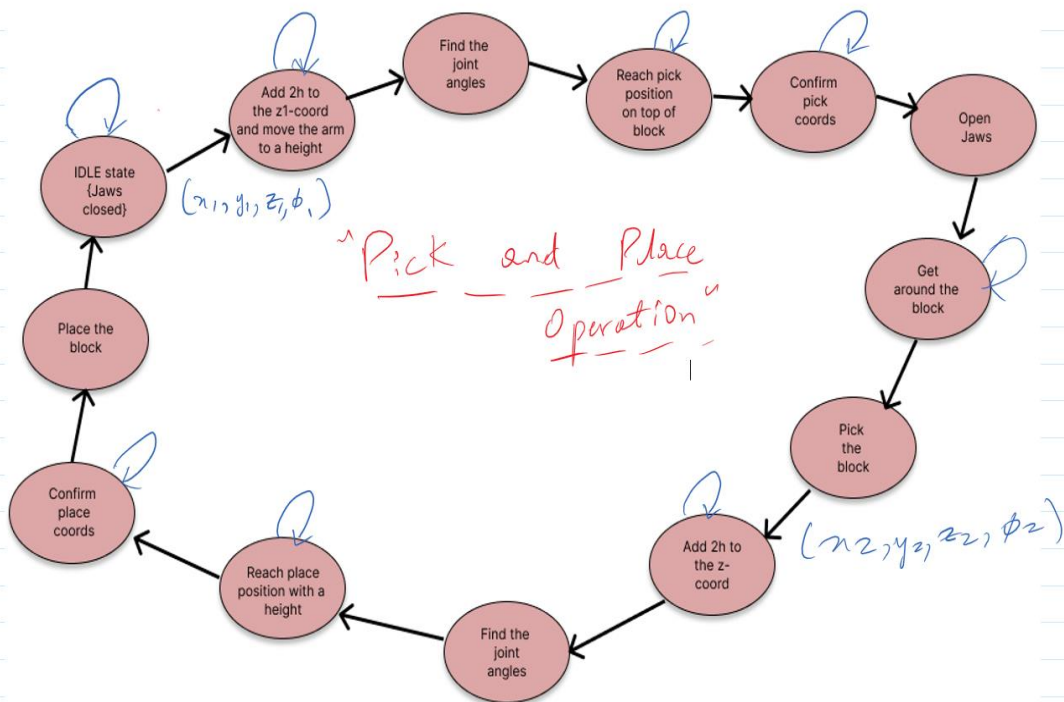 IDLE state
{Jaws
closed}
(x1, y1, z1, ϕ1)
Add 2h to
the z1-coord
and move the arm
to a height
Find the
joint
angles
Reach pick
position
on top of
block
Confirm
pick
coords
Open
Jaws
Get
around the
block
Pick
the
block
(x2, y2, z2, ϕ2)
Add 2h to
the z-
coord
Find the
joint
angles
Reach place
position with a
height
Confirm
place
coords
Place the
block
"Pick and Place
Operation"